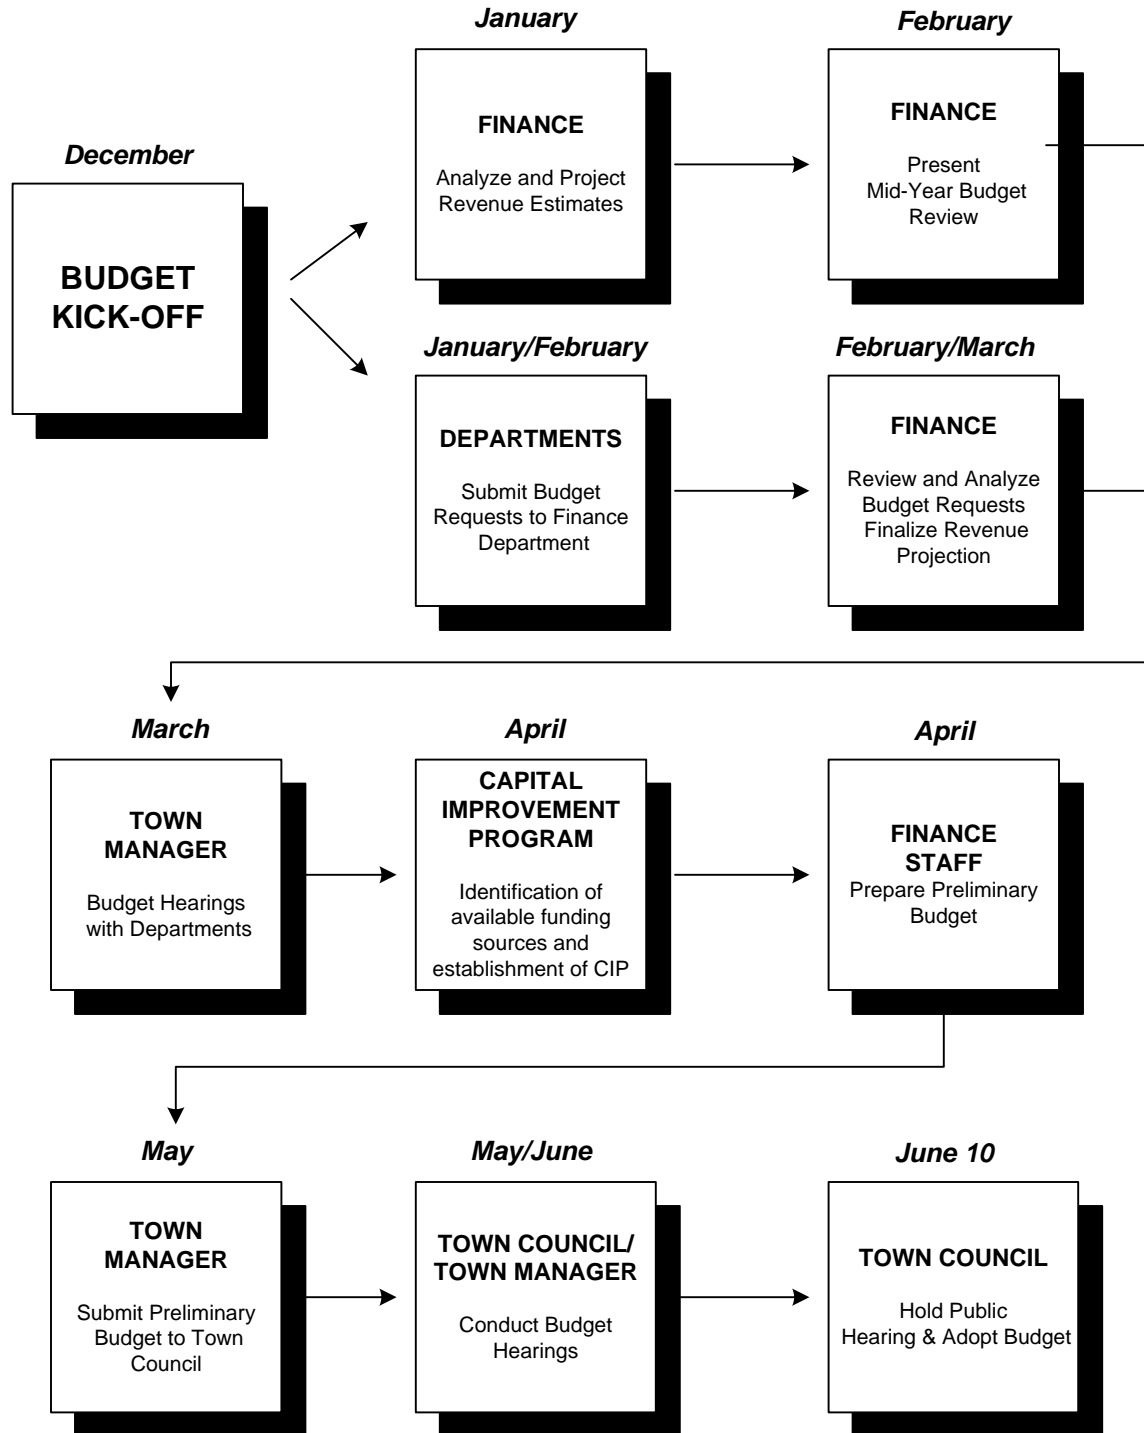 December
BUDGET
KICK-OFF
January
FINANCE
Analyze and Project
Revenue Estimates
February
FINANCE
Present
Mid-Year Budget
Review
January/February
DEPARTMENTS
Submit Budget
Requests to Finance
Department
February/March
FINANCE
Review and Analyze
Budget Requests
Finalize Revenue
Projection
March
TOWN
MANAGER
Budget Hearings
with Departments
April
CAPITAL
IMPROVEMENT
PROGRAM
Identification of
available funding
sources and
establishment of CIP
April
FINANCE
STAFF
Prepare Preliminary
Budget
May
TOWN
MANAGER
Submit Preliminary
Budget to Town
Council
May/June
TOWN COUNCIL/
TOWN MANAGER
Conduct Budget
Hearings
June 10
TOWN COUNCIL
Hold Public
Hearing & Adopt Budget